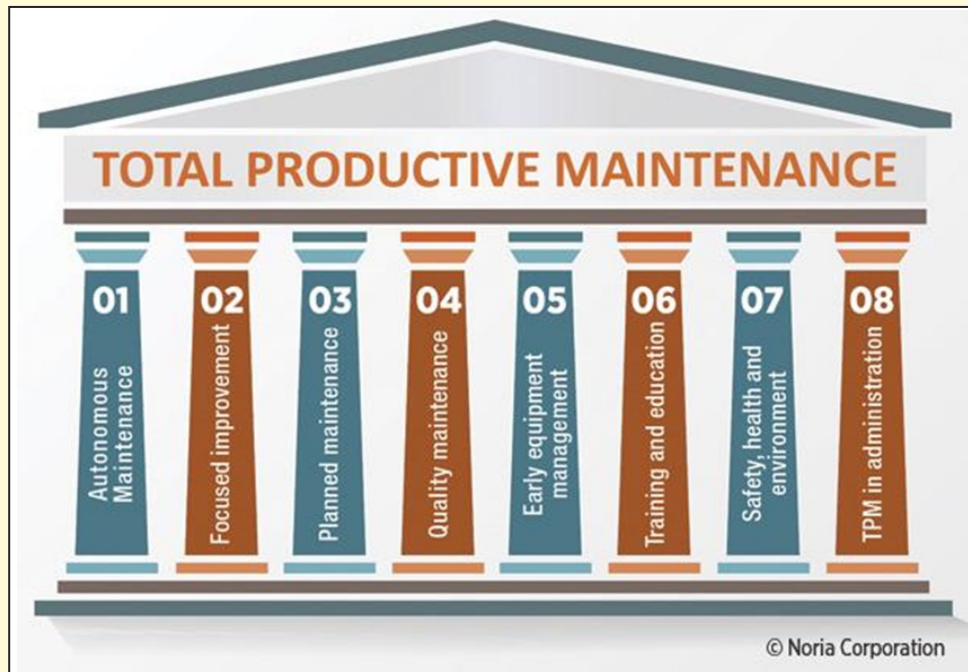 TOTAL PRODUCTIVE MAINTENANCE
01
Autonomous
Maintenance
02
Focused improvement
03
Planned maintenance
04
Quality maintenance
05
Early equipment
management
06
Training and education
07
Safety, health and
environment
08
TPM in administration
© Noria Corporation